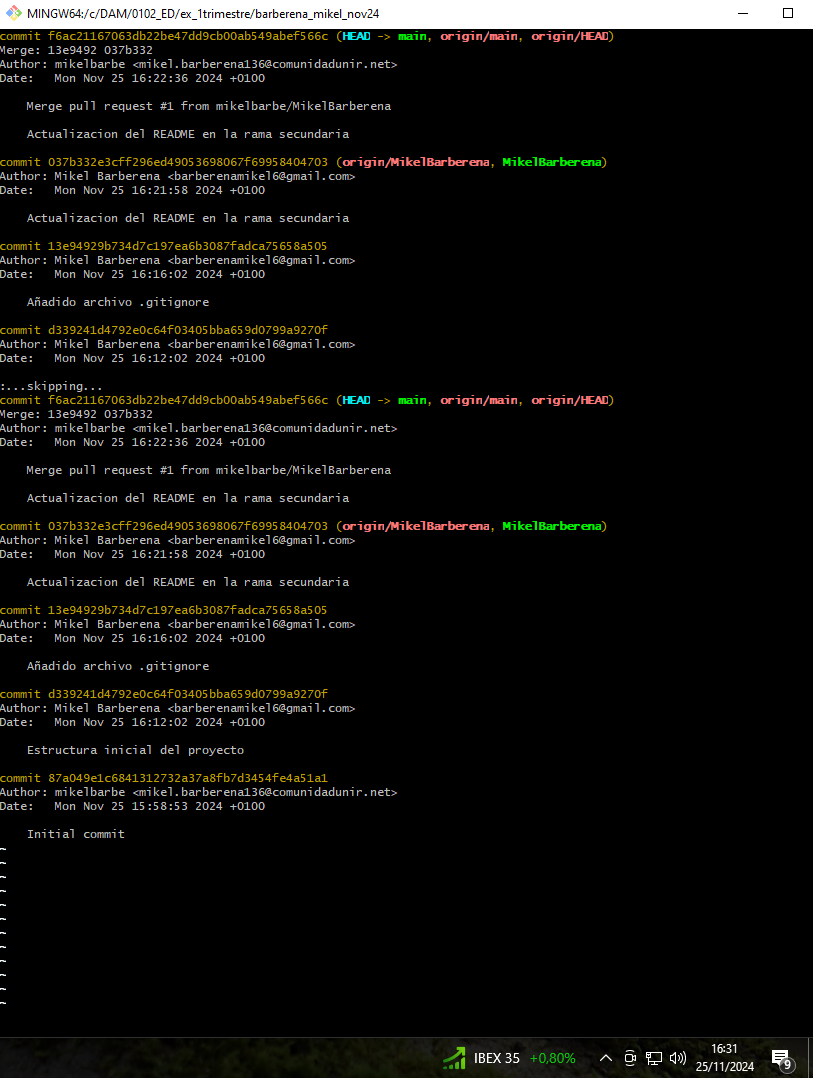 MINGW64:/c/DAM/0102_ED/ex_1trimestre/barberena_mikel_nov24
commit f6ac21167063db22be47dd9cb00ab549abef566c (HEAD -> main, origin/main, origin/HEAD)
Merge: 13e9492 037b332
Author: mikelbarbe <mikel.barberena136@comunidadunir.net>
Date:   Mon Nov 25 16:22:36 2024 +0100
    Merge pull request #1 from mikelbarbe/MikelBarberena
    Actualizacion del README en la rama secundaria
commit 037b332e3cff296ed49053698067f69958404703 (origin/MikelBarberena, MikelBarberena)
Author: Mikel Barberena <barberenamikel6@gmail.com>
Date:   Mon Nov 25 16:21:58 2024 +0100
    Actualizacion del README en la rama secundaria
commit 13e94929b734d7c197ea6b3087fadca75658a505
Author: Mikel Barberena <barberenamikel6@gmail.com>
Date:   Mon Nov 25 16:16:02 2024 +0100
    Añadido archivo .gitignore
commit d339241d4792e0c64f03405bba659d0799a9270f
Author: Mikel Barberena <barberenamikel6@gmail.com>
Date:   Mon Nov 25 16:12:02 2024 +0100
:...skipping...
commit f6ac21167063db22be47dd9cb00ab549abef566c (HEAD -> main, origin/main, origin/HEAD)
Merge: 13e9492 037b332
Author: mikelbarbe <mikel.barberena136@comunidadunir.net>
Date:   Mon Nov 25 16:22:36 2024 +0100
    Merge pull request #1 from mikelbarbe/MikelBarberena
    Actualizacion del README en la rama secundaria
commit 037b332e3cff296ed49053698067f69958404703 (origin/MikelBarberena, MikelBarberena)
Author: Mikel Barberena <barberenamikel6@gmail.com>
Date:   Mon Nov 25 16:21:58 2024 +0100
    Actualizacion del README en la rama secundaria
commit 13e94929b734d7c197ea6b3087fadca75658a505
Author: Mikel Barberena <barberenamikel6@gmail.com>
Date:   Mon Nov 25 16:16:02 2024 +0100
    Añadido archivo .gitignore
commit d339241d4792e0c64f03405bba659d0799a9270f
Author: Mikel Barberena <barberenamikel6@gmail.com>
Date:   Mon Nov 25 16:12:02 2024 +0100
    Estructura inicial del proyecto
commit 87a049e1c6841312732a37a8fb7d3454fe4a51a1
Author: mikelbarbe <mikel.barberena136@comunidadunir.net>
Date:   Mon Nov 25 15:58:53 2024 +0100
    Initial commit
~
~
~
~
~
~
~
~
~
~
~
~
IBEX 35 +0,80%
16:31
25/11/2024
9